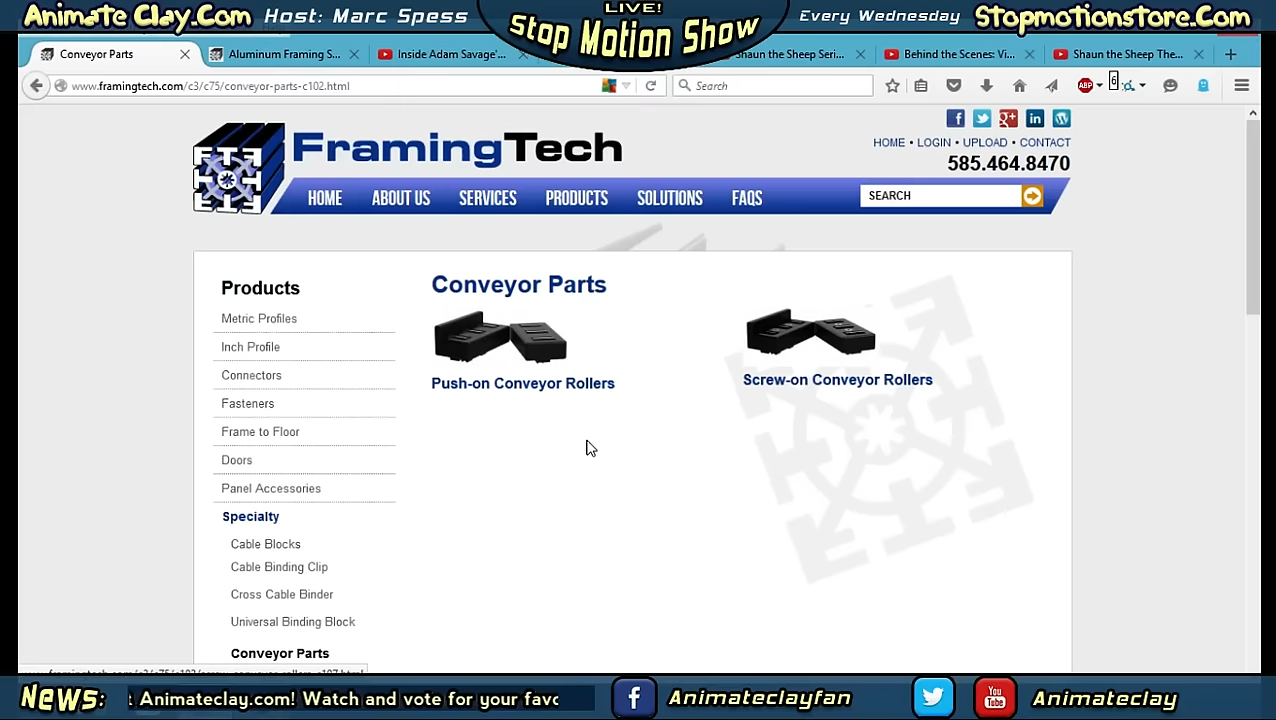 Animate Clay.Com
Host: Marc Spess
LIVE!
Stop Motion Show
Every Wednesday
Stopmotionstore.Com
Conveyor Parts
Aluminum Framing S...
Inside Adam Savage'...
Shaun the Sheep Seri...
Behind the Scenes: Vi...
Shaun the Sheep The...
www.framingtech.com/c3/c75/conveyor-parts-c102.html
Search
ABP
6
FramingTech
HOME • LOGIN • UPLOAD • CONTACT
585.464.8470
HOME ABOUT US SERVICES PRODUCTS SOLUTIONS FAQS
SEARCH
Products
Metric Profiles
Inch Profile
Connectors
Fasteners
Frame to Floor
Doors
Panel Accessories
Specialty
Cable Blocks
Cable Binding Clip
Cross Cable Binder
Universal Binding Block
Conveyor Parts
Conveyor Parts
Push-on Conveyor Rollers
Screw-on Conveyor Rollers
News:
Animateclay.com! Watch and vote for your favo
Animateclayfan
You Tube
Animateclay